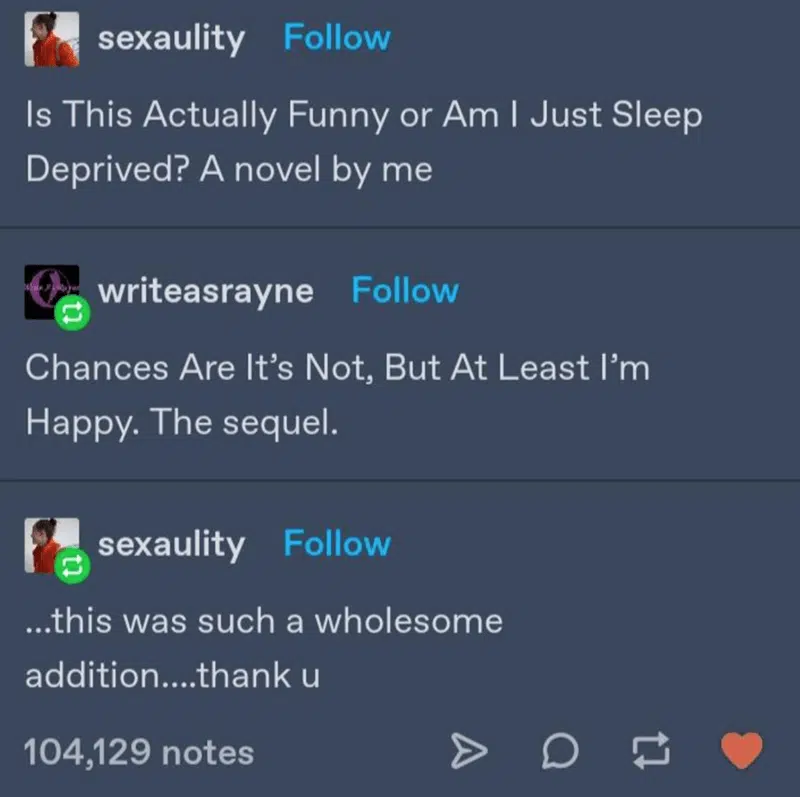 sexaulity Follow
Is This Actually Funny or Am I Just Sleep
Deprived? A novel by me
writeasrayne Follow
Chances Are It’s Not, But At Least I’m
Happy. The sequel.
sexaulity Follow
...this was such a wholesome
addition....thank u
104,129 notes